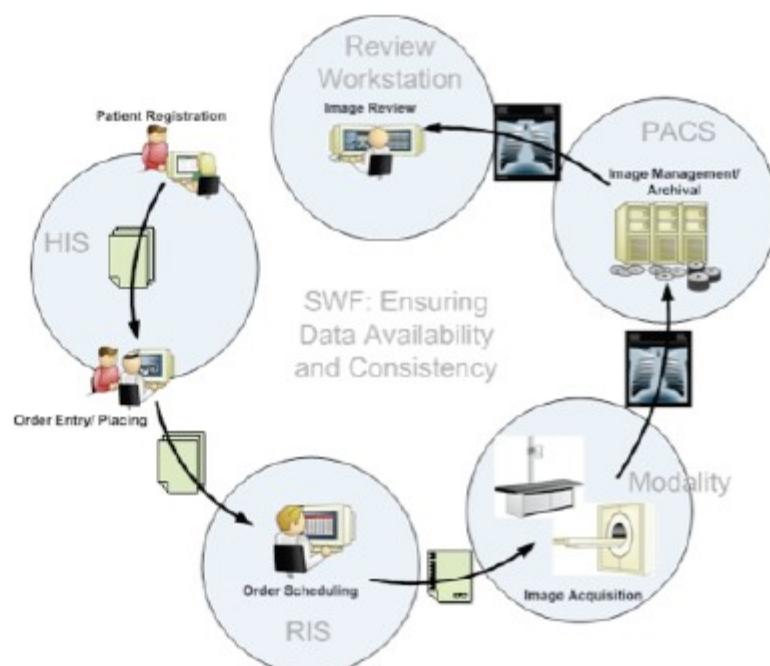 Review
Workstation
Image Review
Patient Registration
PACS
Image Management/
Archival
HIS
SWF: Ensuring
Data Availability
and Consistency
Order Entry/ Placing
Modality
Order Scheduling
Image Acquisition
RIS